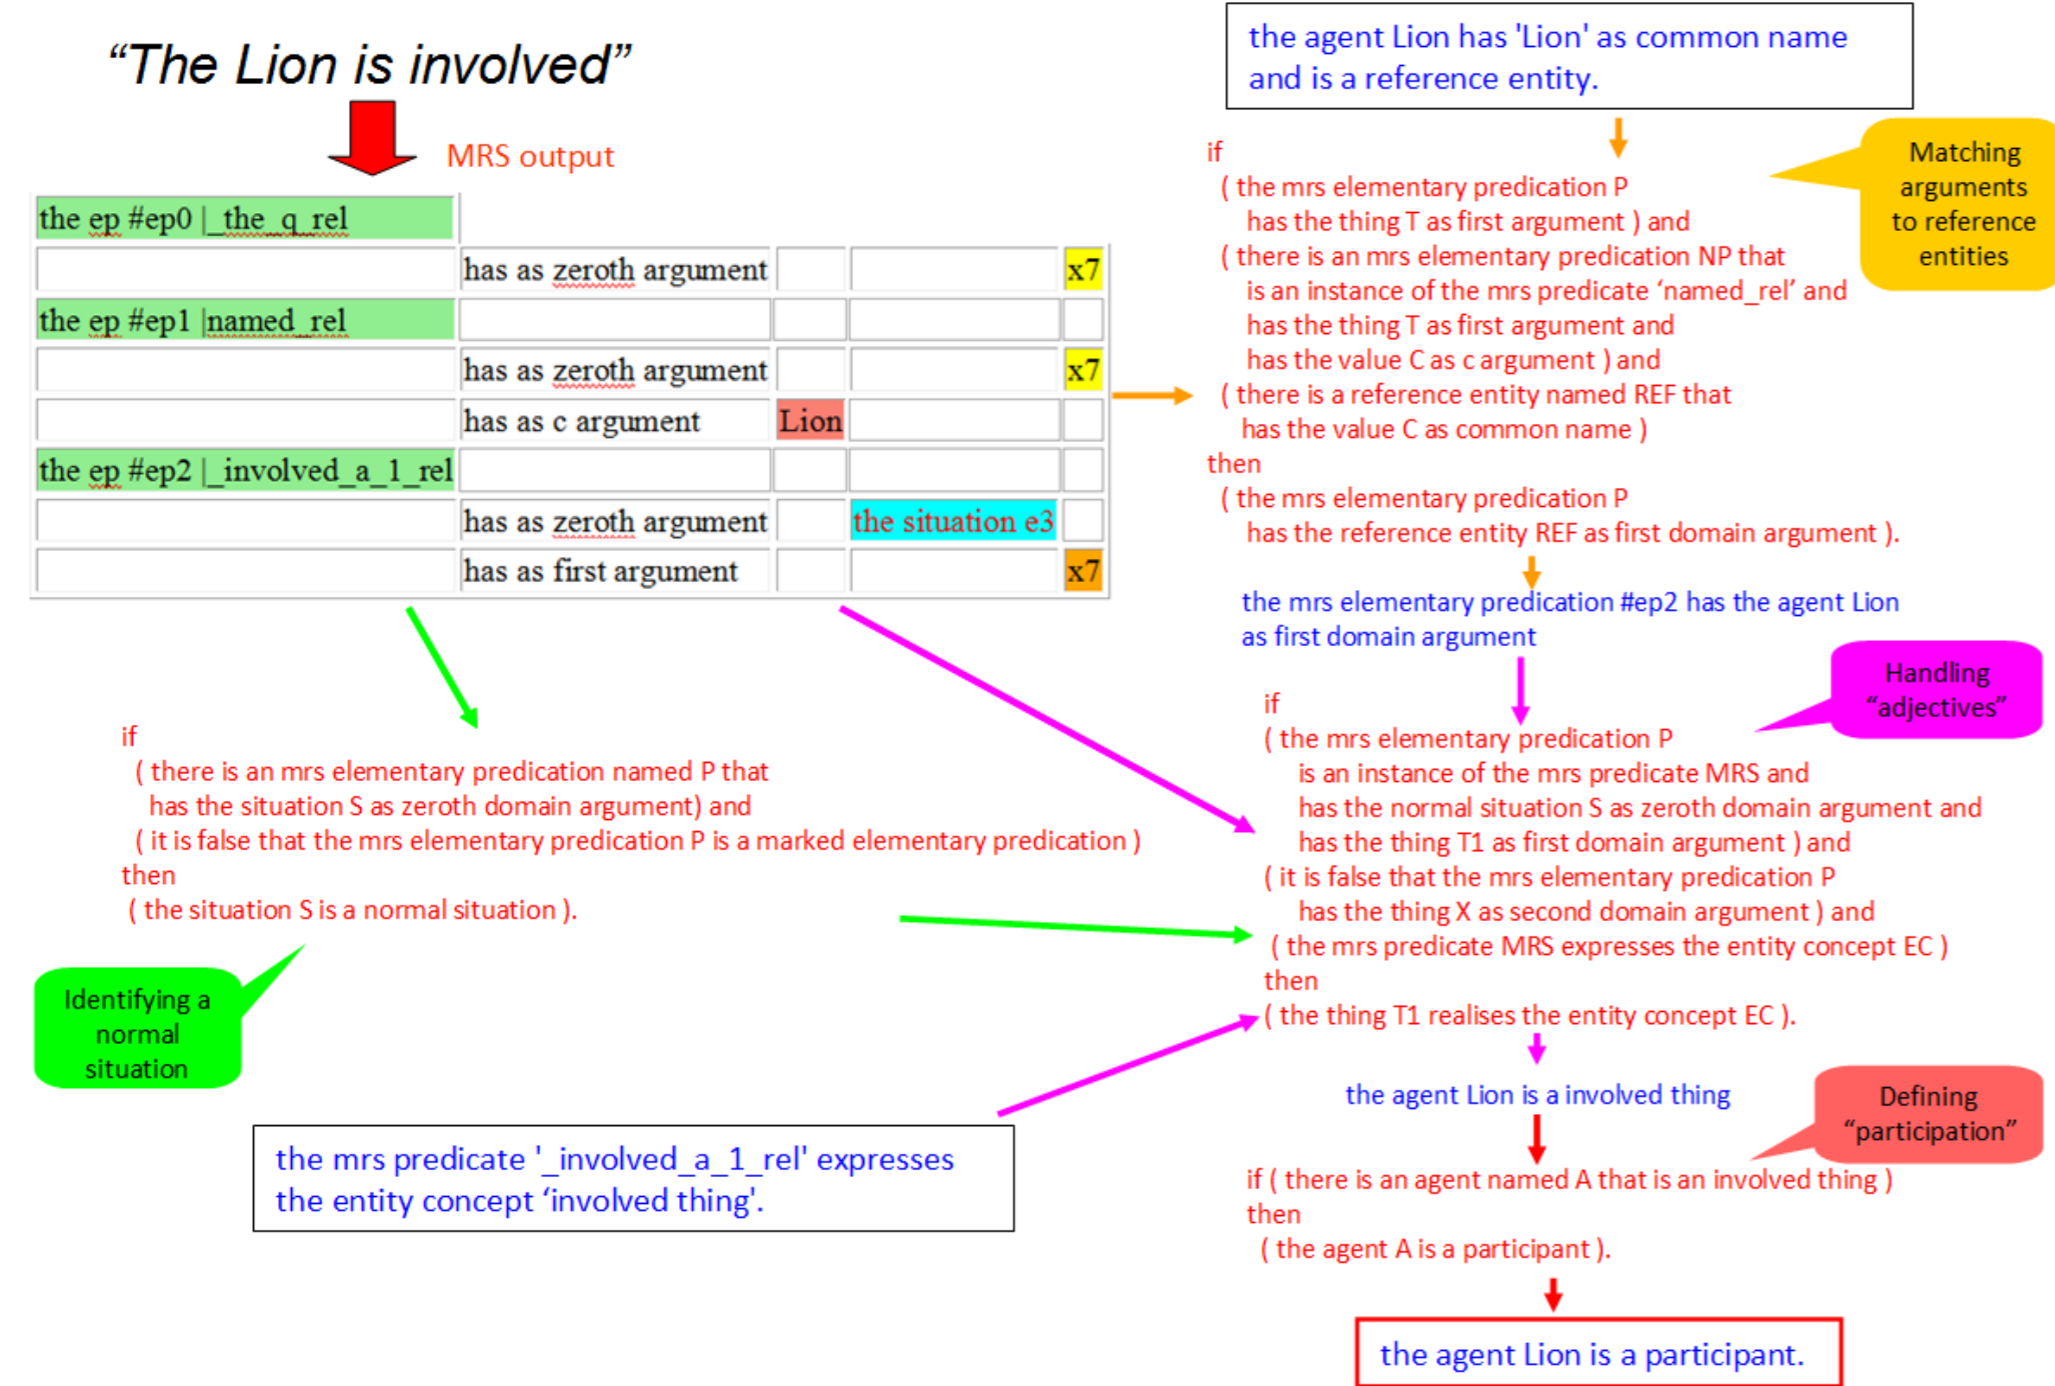 “The Lion is involved”
MRS output
the ep #ep0 |_the_q_rel
has as zeroth argument x7
the ep #ep1 |named_rel
has as zeroth argument x7
has as c argument Lion
the ep #ep2 |_involved_a_1_rel
has as zeroth argument the situation e3
has as first argument x7
if
( there is an mrs elementary predication named P that
has the situation S as zeroth domain argument) and
( it is false that the mrs elementary predication P is a marked elementary predication )
then
( the situation S is a normal situation ).
Identifying a
normal
situation
the mrs predicate '_involved_a_1_rel' expresses
the entity concept ‘involved thing'.
the agent Lion has 'Lion' as common name
and is a reference entity.
Matching
arguments
to reference
entities
if
( the mrs elementary predication P
has the thing T as first argument ) and
( there is an mrs elementary predication NP that
is an instance of the mrs predicate ‘named_rel’ and
has the thing T as first argument and
has the value C as c argument ) and
( there is a reference entity named REF that
has the value C as common name )
then
( the mrs elementary predication P
has the reference entity REF as first domain argument ).
the mrs elementary predication #ep2 has the agent Lion
as first domain argument
Handling
“adjectives”
if
( the mrs elementary predication P
is an instance of the mrs predicate MRS and
has the normal situation S as zeroth domain argument and
has the thing T1 as first domain argument ) and
( it is false that the mrs elementary predication P
has the thing X as second domain argument ) and
( the mrs predicate MRS expresses the entity concept EC )
then
( the thing T1 realises the entity concept EC ).
the agent Lion is a involved thing
Defining
“participation”
if ( there is an agent named A that is an involved thing )
then
( the agent A is a participant ).
the agent Lion is a participant.